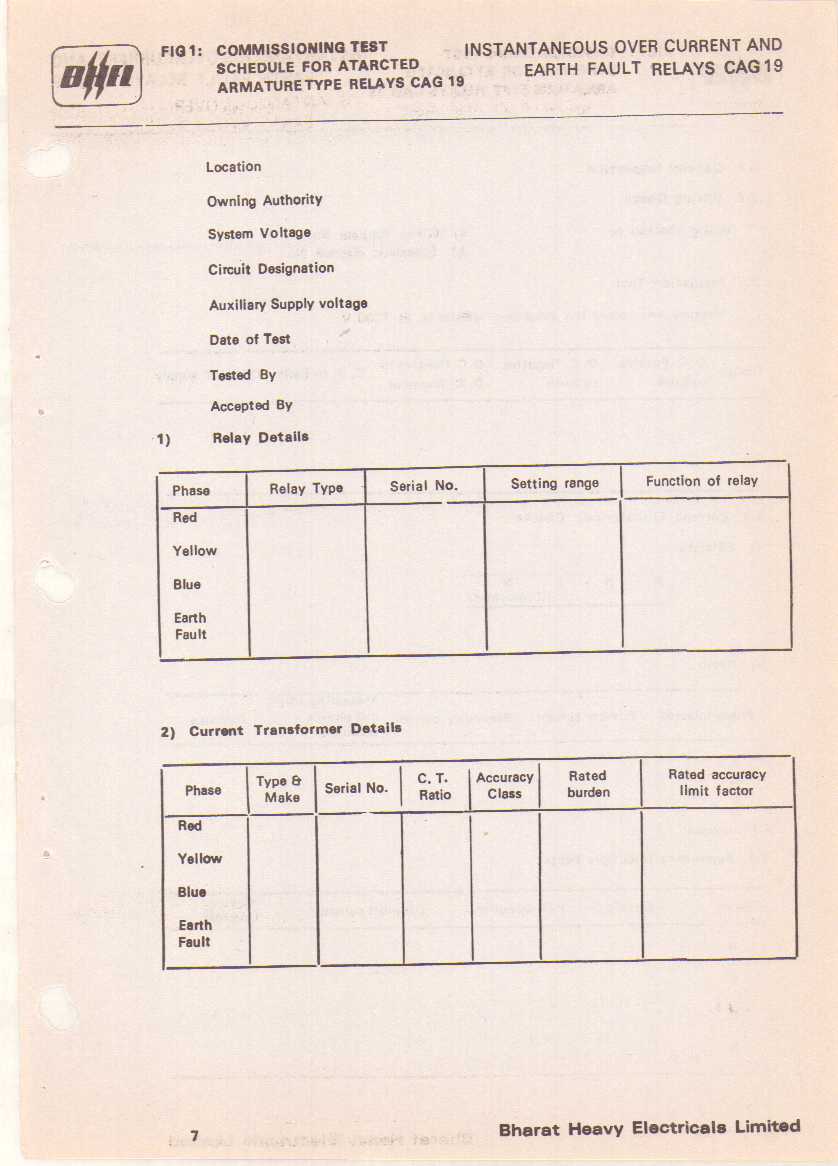 BHEL
FIG 1: COMMISSIONING TEST
SCHEDULE FOR ATARCTED
ARMATURE TYPE RELAYS CAG 19
INSTANTANEOUS OVER CURRENT AND
EARTH FAULT RELAYS CAG 19
Location
Owning Authority
System Voltage
Circuit Designation
Auxiliary Supply voltage
Date of Test
Tested By
Accepted By
1) Relay Details
Phase Relay Type Serial No. Setting range Function of relay
Red
Yellow
Blue
Earth
Fault
2) Current Transformer Details
Phase Type & Make Serial No. C. T. Ratio Accuracy Class Rated burden Rated accuracy limit factor
Red
Yellow
Blue
Earth
Fault
7 Bharat Heavy Electricals Limited